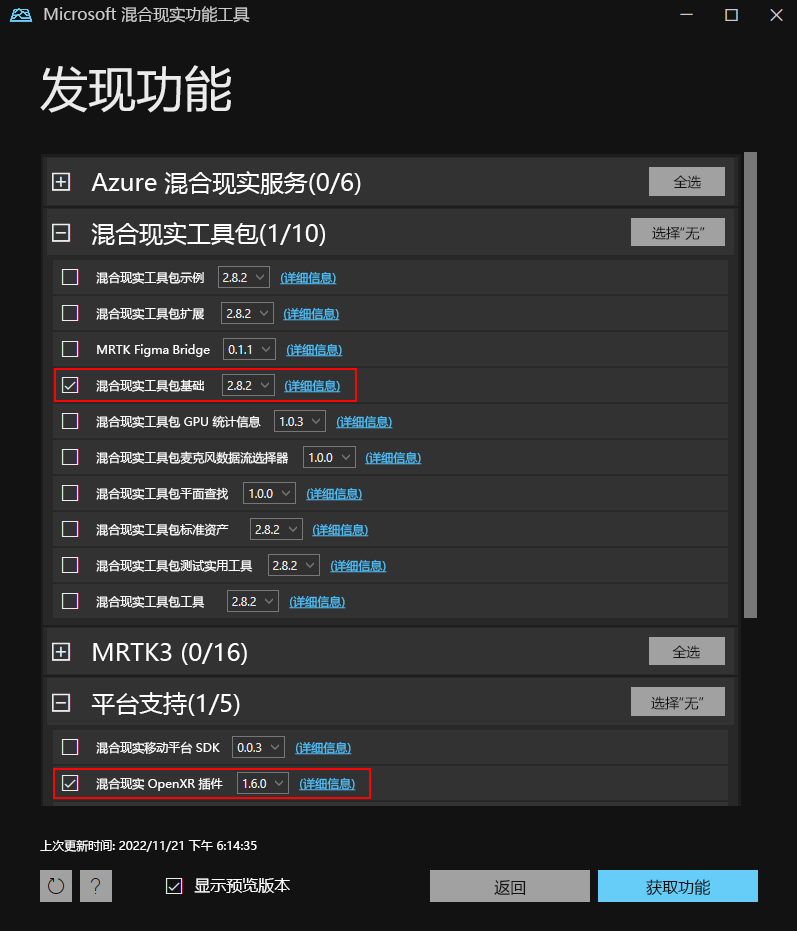 Microsoft 混合现实功能工具
发现功能
Azure 混合现实服务(0/6) 全选
混合现实工具包(1/10) 选择“无”
混合现实工具包示例 2.8.2 (详细信息)
混合现实工具包扩展 2.8.2 (详细信息)
MRTK Figma Bridge 0.1.1 (详细信息)
混合现实工具包基础 2.8.2 (详细信息)
混合现实工具包 GPU 统计信息 1.0.3 (详细信息)
混合现实工具包麦克风数据流选择器 1.0.0 (详细信息)
混合现实工具包平面查找 1.0.0 (详细信息)
混合现实工具包标准资产 2.8.2 (详细信息)
混合现实工具包测试实用工具 2.8.2 (详细信息)
混合现实工具包工具 2.8.2 (详细信息)
MRTK3 (0/16) 全选
平台支持(1/5) 选择“无”
混合现实移动平台 SDK 0.0.3 (详细信息)
混合现实 OpenXR 插件 1.6.0 (详细信息)
上次更新时间: 2022/11/21 下午 6:14:35
? 显示预览版本 返回 获取功能